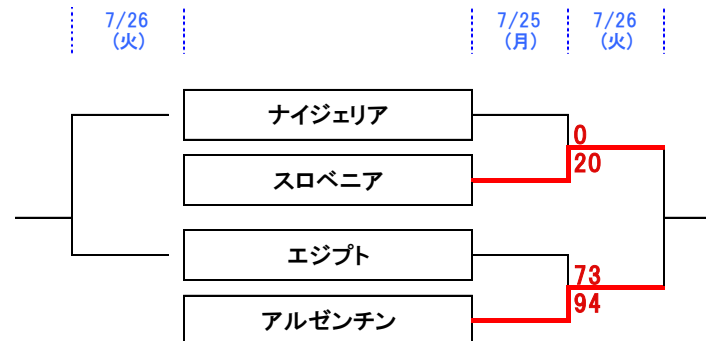 7/26
（火）
7/25
（月）
7/26
（火）
ナイジェリア
0
20
スロベニア
エジプト
73
94
アルゼンチン